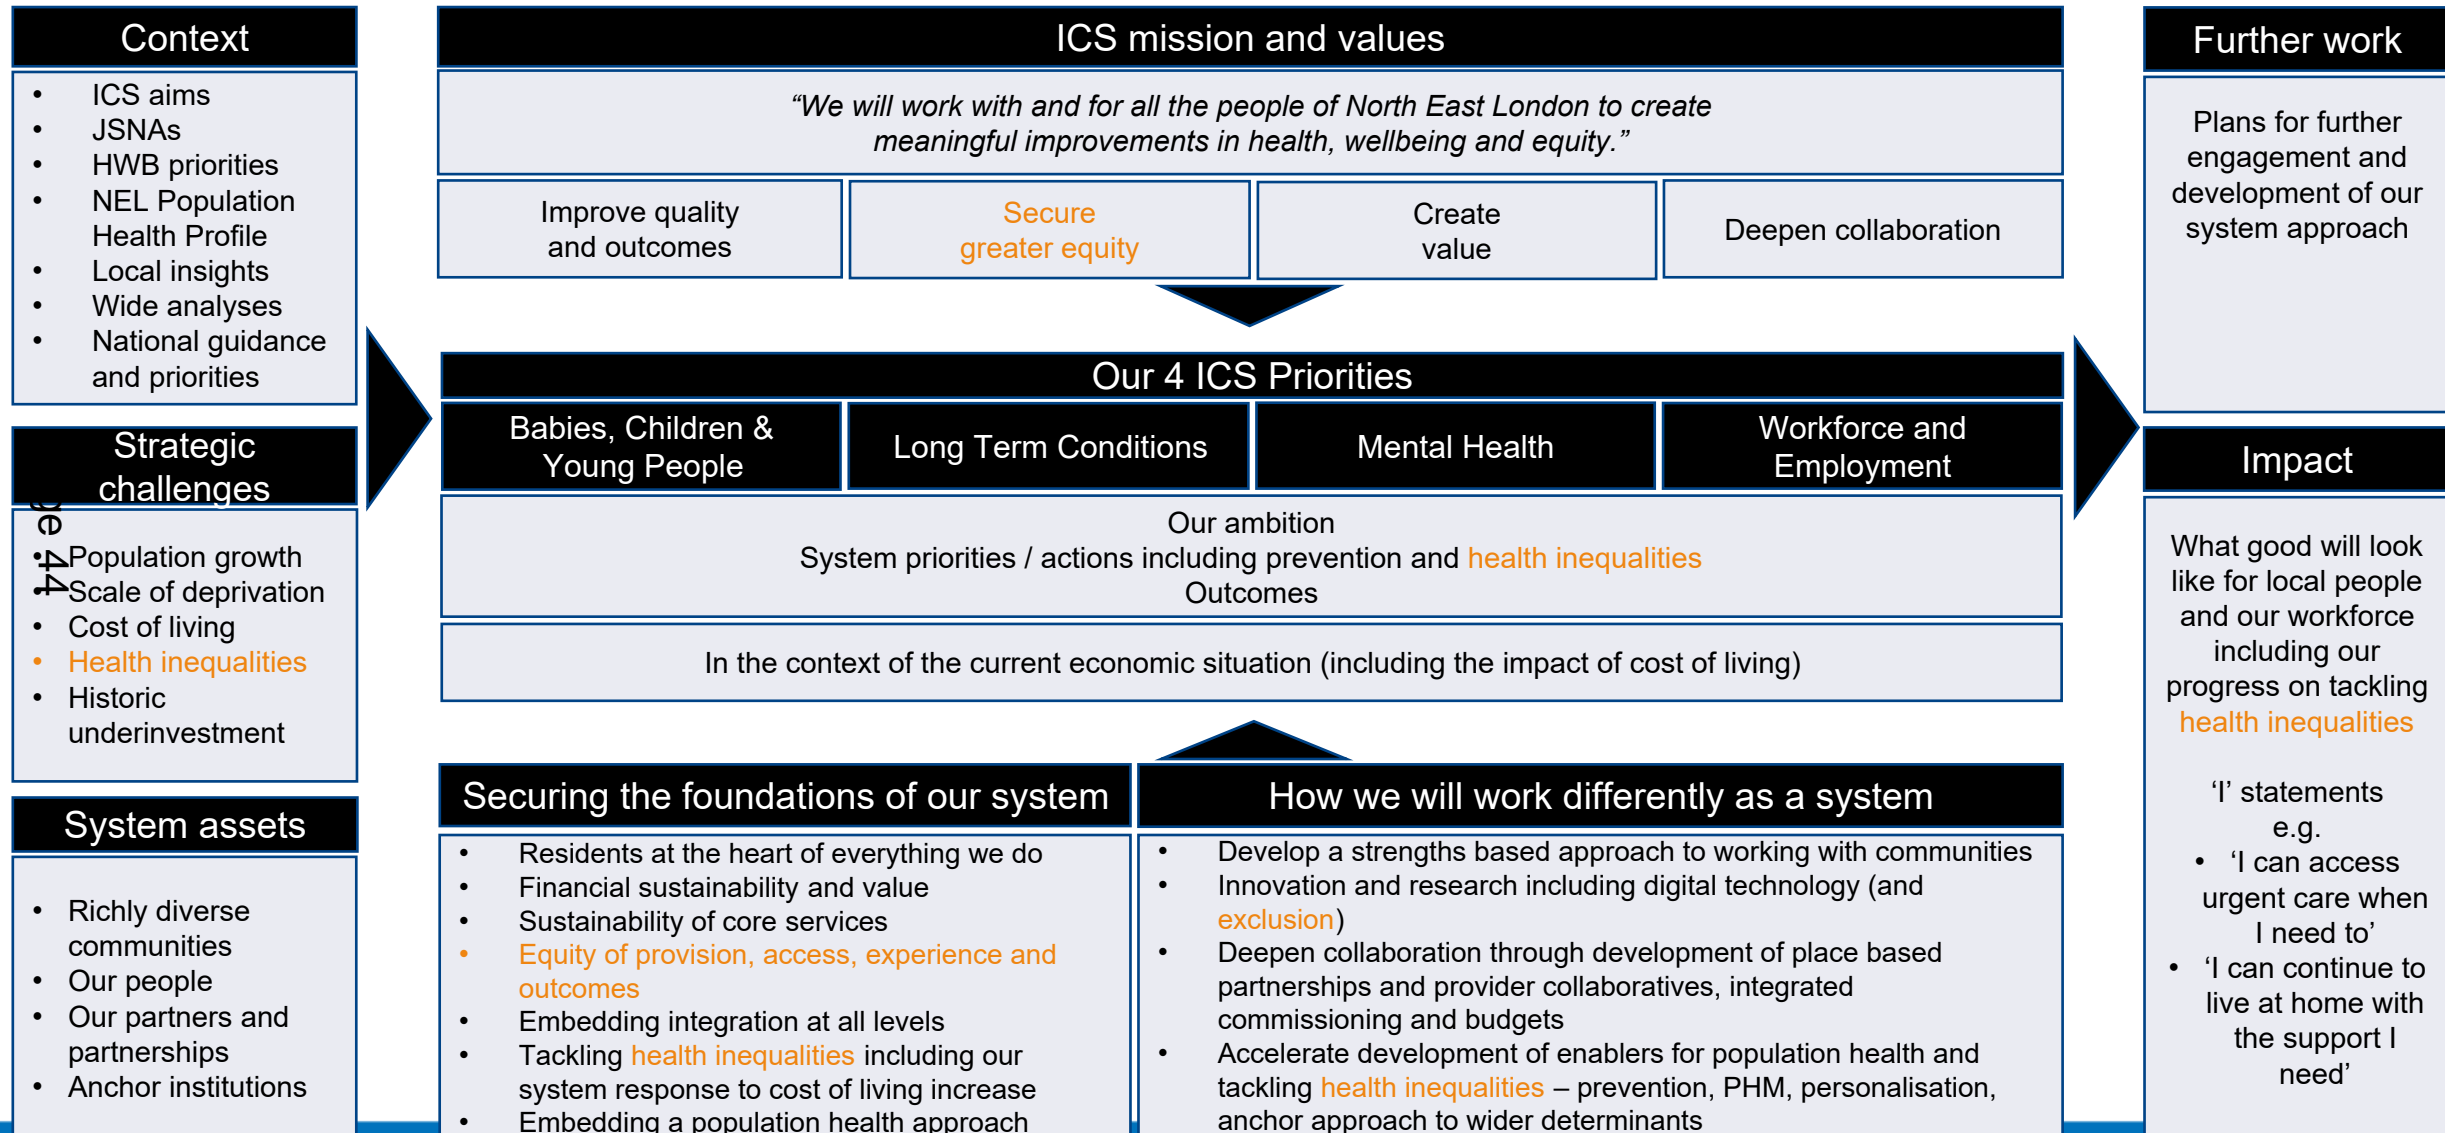 Context
• ICS aims
• JSNAs
• HWB priorities
• NEL Population
Health Profile
• Local insights
• Wide analyses
• National guidance
and priorities
Strategic
challenges
ge 44
• Population growth
• Scale of deprivation
• Cost of living
• Health inequalities
• Historic
underinvestment
System assets
• Richly diverse
communities
• Our people
• Our partners and
partnerships
• Anchor institutions
ICS mission and values
“We will work with and for all the people of North East London to create
meaningful improvements in health, wellbeing and equity.”
Improve quality
and outcomes
Secure
greater equity
Create
value
Deepen collaboration
Our 4 ICS Priorities
Babies, Children &
Young People
Long Term Conditions
Mental Health
Workforce and
Employment
Our ambition
System priorities / actions including prevention and health inequalities
Outcomes
In the context of the current economic situation (including the impact of cost of living)
Securing the foundations of our system
• Residents at the heart of everything we do
• Financial sustainability and value
• Sustainability of core services
• Equity of provision, access, experience and
outcomes
• Embedding integration at all levels
• Tackling health inequalities including our
system response to cost of living increase
• Embedding a population health approach
How we will work differently as a system
• Develop a strengths based approach to working with communities
• Innovation and research including digital technology (and
exclusion)
• Deepen collaboration through development of place based
partnerships and provider collaboratives, integrated
commissioning and budgets
• Accelerate development of enablers for population health and
tackling health inequalities – prevention, PHM, personalisation,
anchor approach to wider determinants
Further work
Plans for further
engagement and
development of our
system approach
Impact
What good will look
like for local people
and our workforce
including our
progress on tackling
health inequalities
‘I’ statements
e.g.
• ‘I can access
urgent care when
I need to’
• ‘I can continue to
live at home with
the support I
need’